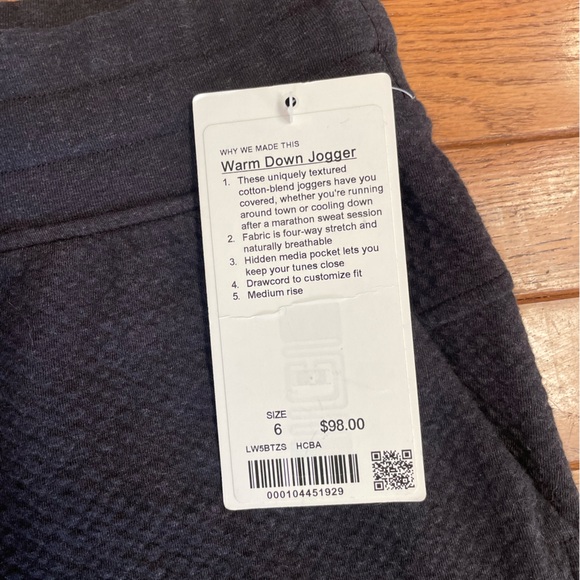 WHY WE MADE THIS
Warm Down Jogger
1. These uniquely textured
cotton-blend joggers have you
covered, whether you're running
around town or cooling down
after a marathon sweat session
2. Fabric is four-way stretch and
naturally breathable
3. Hidden media pocket lets you
keep your tunes close
4. Drawcord to customize fit
5. Medium rise
SIZE
6 $98.00
LW5BTZS HCBA
000104451929